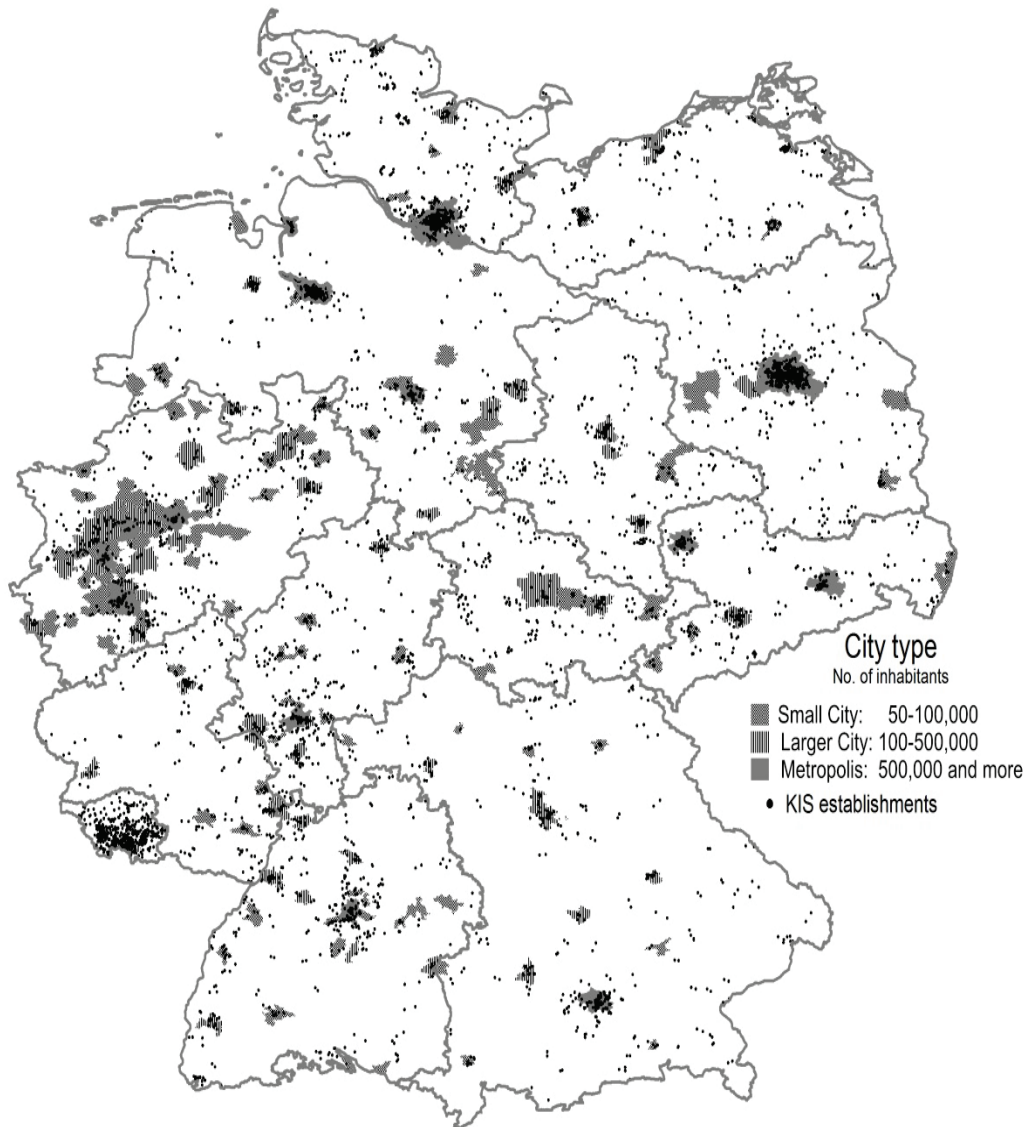 City type
No. of inhabitants
Small City: 50-100,000
Larger City: 100-500,000
Metropolis: 500,000 and more
KIS establishments